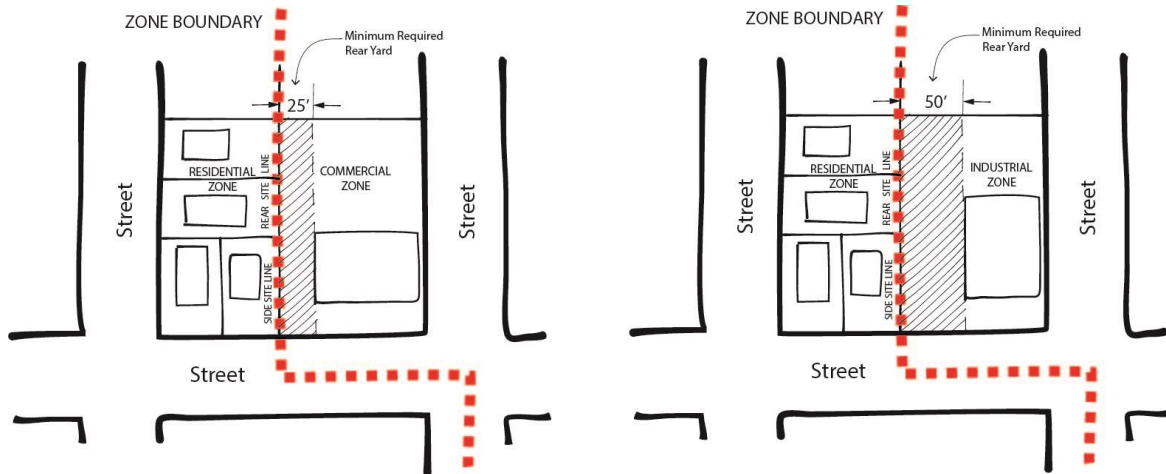 ZONE BOUNDARY
Minimum Required
Rear Yard
25'
RESIDENTIAL
ZONE
COMMERCIAL
ZONE
REAR SITE LINE
SIDE SITE LINE
Street
Street
Street
ZONE BOUNDARY
Minimum Required
Rear Yard
50'
RESIDENTIAL
ZONE
INDUSTRIAL
ZONE
REAR SITE LINE
SIDE SITE LINE
Street
Street
Street